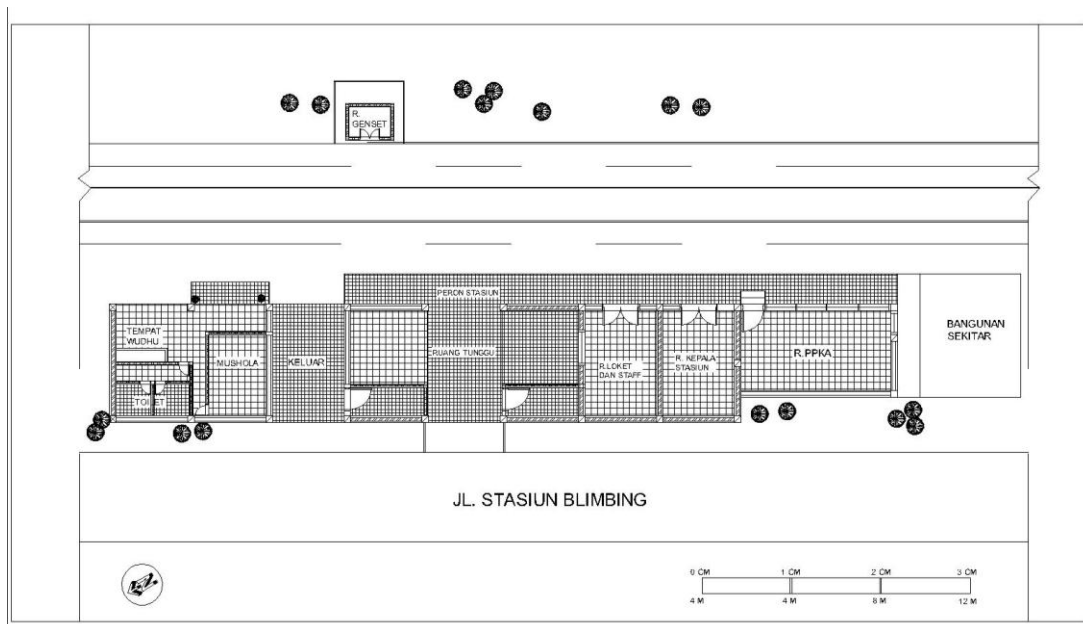 R.
GENSET
PERON STASIUN
TEMPAT
WUDHU
MUSHOLA
KELUAR
RUANG TUNGGU
R.LOKET
DAN STAFF
R. KEPALA
STASIUN
R.PPKA
BANGUNAN
SEKITAR
TOILET
JL. STASIUN BLIMBING
0 CM 1 CM 2 CM 3 CM
4 M 4 M 8 M 12 M